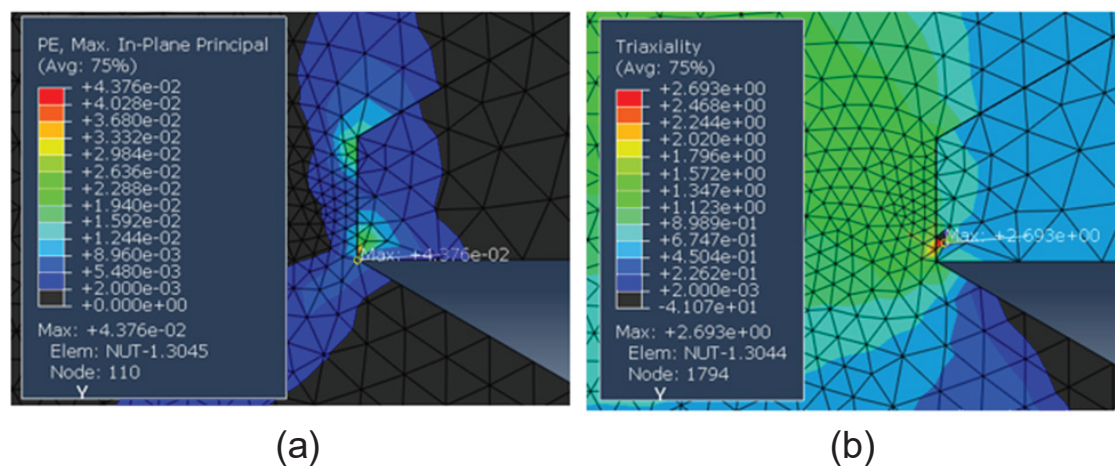 PE, Max. In-Plane Principal
(Avg: 75%)
+4.376e-02
+4.028e-02
+3.680e-02
+3.332e-02
+2.984e-02
+2.636e-02
+2.288e-02
+1.940e-02
+1.592e-02
+1.244e-02
+8.960e-03
+5.480e-03
+2.000e-03
+0.000e+00
Max: +4.376e-02
Elem: NUT-1.3045
Node: 110
Y
Max: +4.376e-02
(a)
Triaxiality
(Avg: 75%)
+2.693e+00
+2.468e+00
+2.244e+00
+2.020e+00
+1.796e+00
+1.572e+00
+1.347e+00
+1.123e+00
+8.989e-01
+6.747e-01
+4.504e-01
+2.262e-01
+2.000e-03
-4.107e+01
Max: +2.693e+00
Elem: NUT-1.3044
Node: 1794
Y
Max: +2.693e+00
(b)